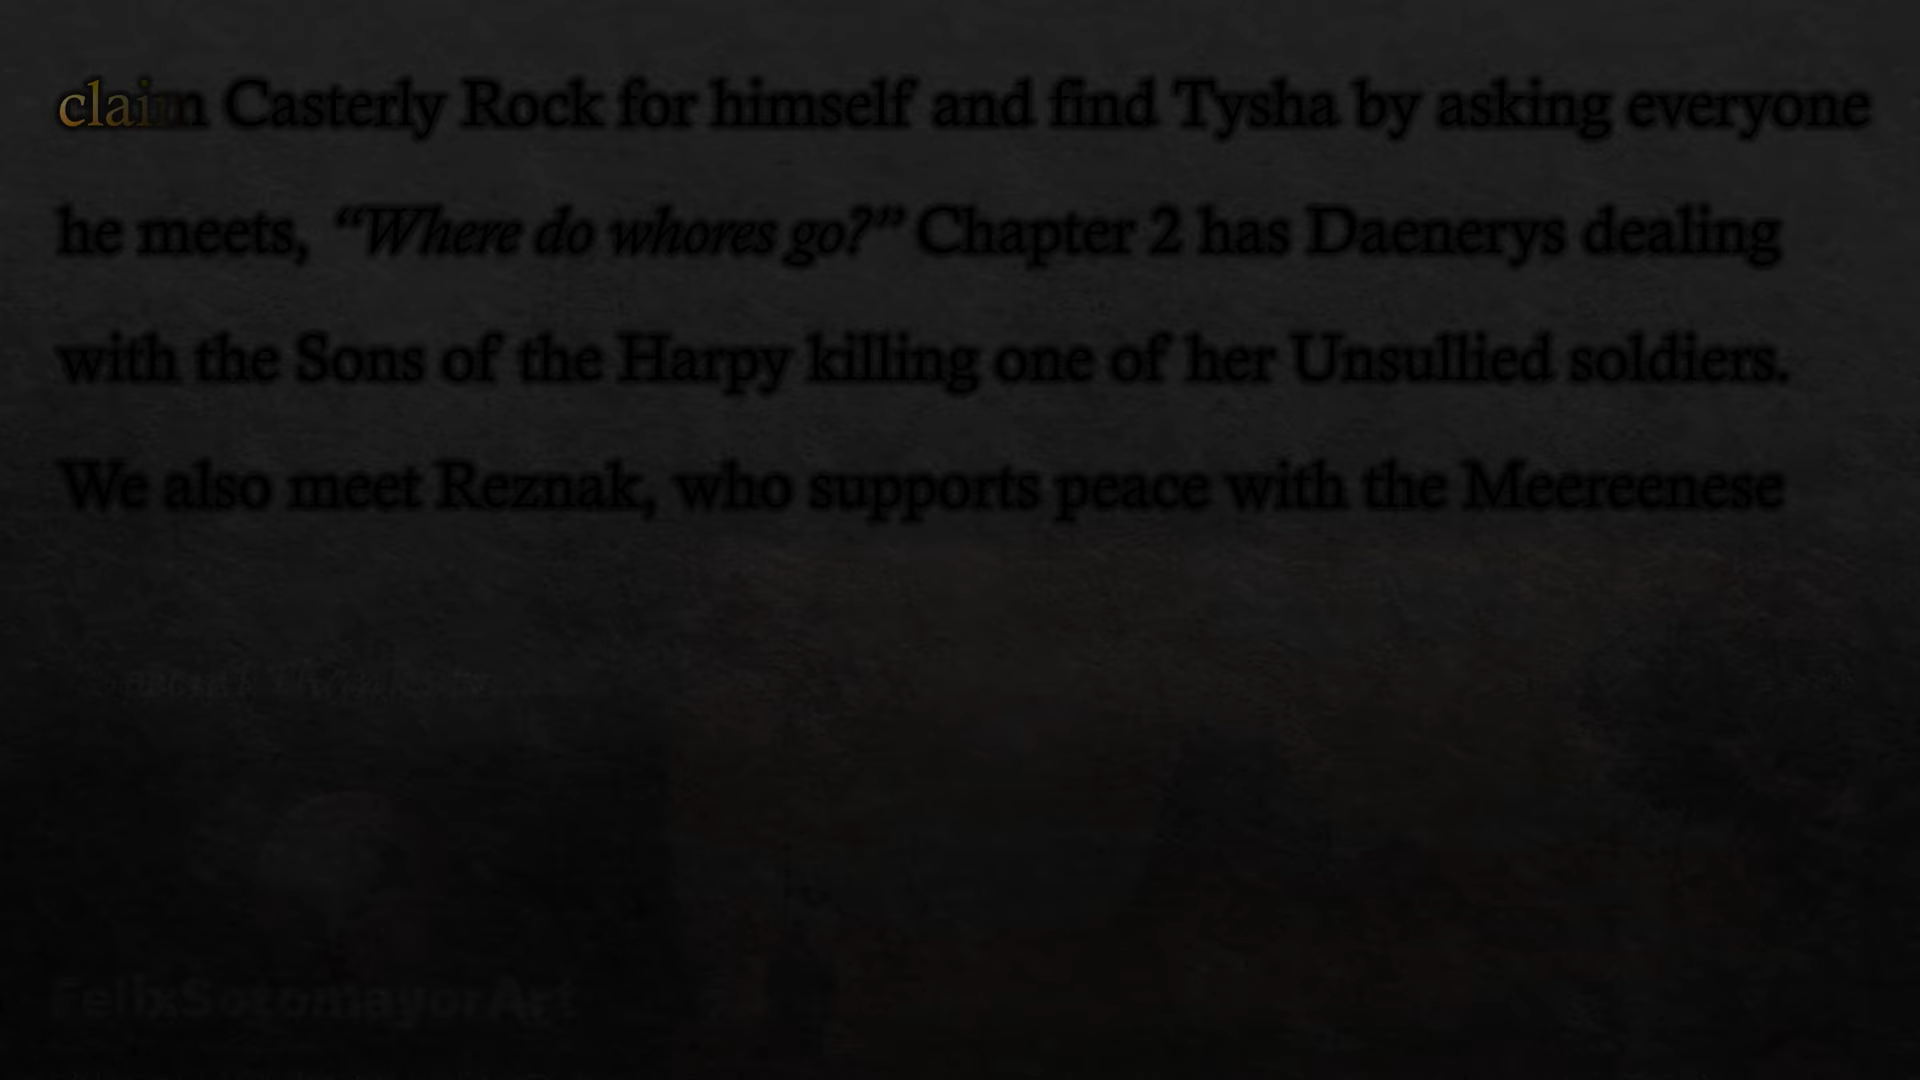 claim Casterly Rock for himself and find Tysha by asking everyone
he meets, “Where do whores go?” Chapter 2 has Daenerys dealing
with the Sons of the Harpy killing one of her Unsullied soldiers.
We also meet Reznak, who supports peace with the Meereenese
FelixSotomayorArt